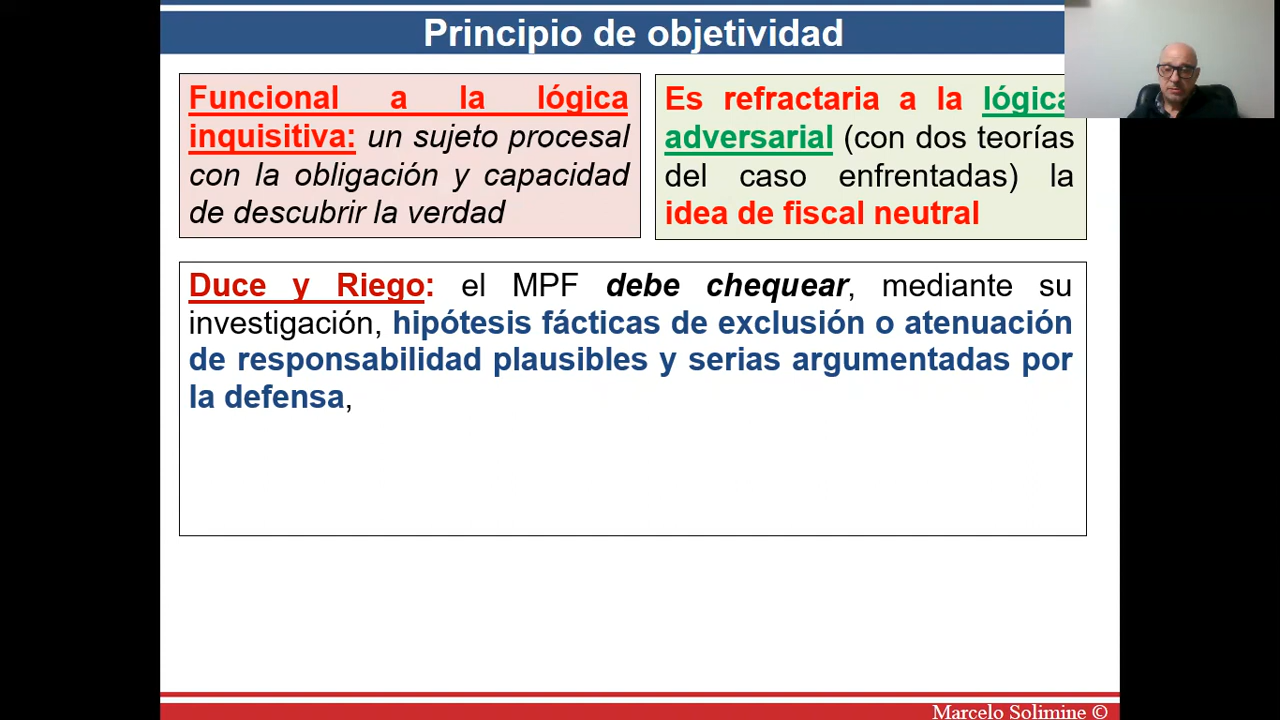 Principio de objetividad
Funcional a la lógica
inquisitiva: un sujeto procesal
con la obligación y capacidad
de descubrir la verdad
Es refractaria a la lógica
adversarial (con dos teorías
del caso enfrentadas) la
idea de fiscal neutral
Duce y Riego: el MPF debe chequear, mediante su
investigación, hipótesis fácticas de exclusión o atenuación
de responsabilidad plausibles y serias argumentadas por
la defensa,
Marcelo Solimine ©